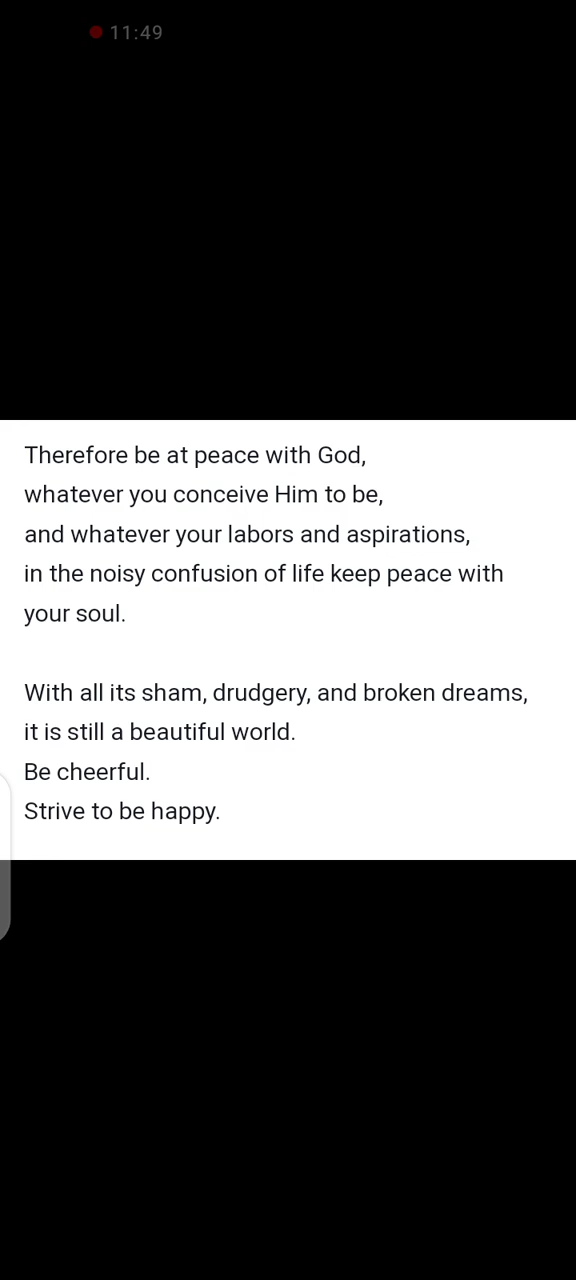 11:49
Therefore be at peace with God,
whatever you conceive Him to be,
and whatever your labors and aspirations,
in the noisy confusion of life keep peace with
your soul.
With all its sham, drudgery, and broken dreams,
it is still a beautiful world.
Be cheerful.
Strive to be happy.